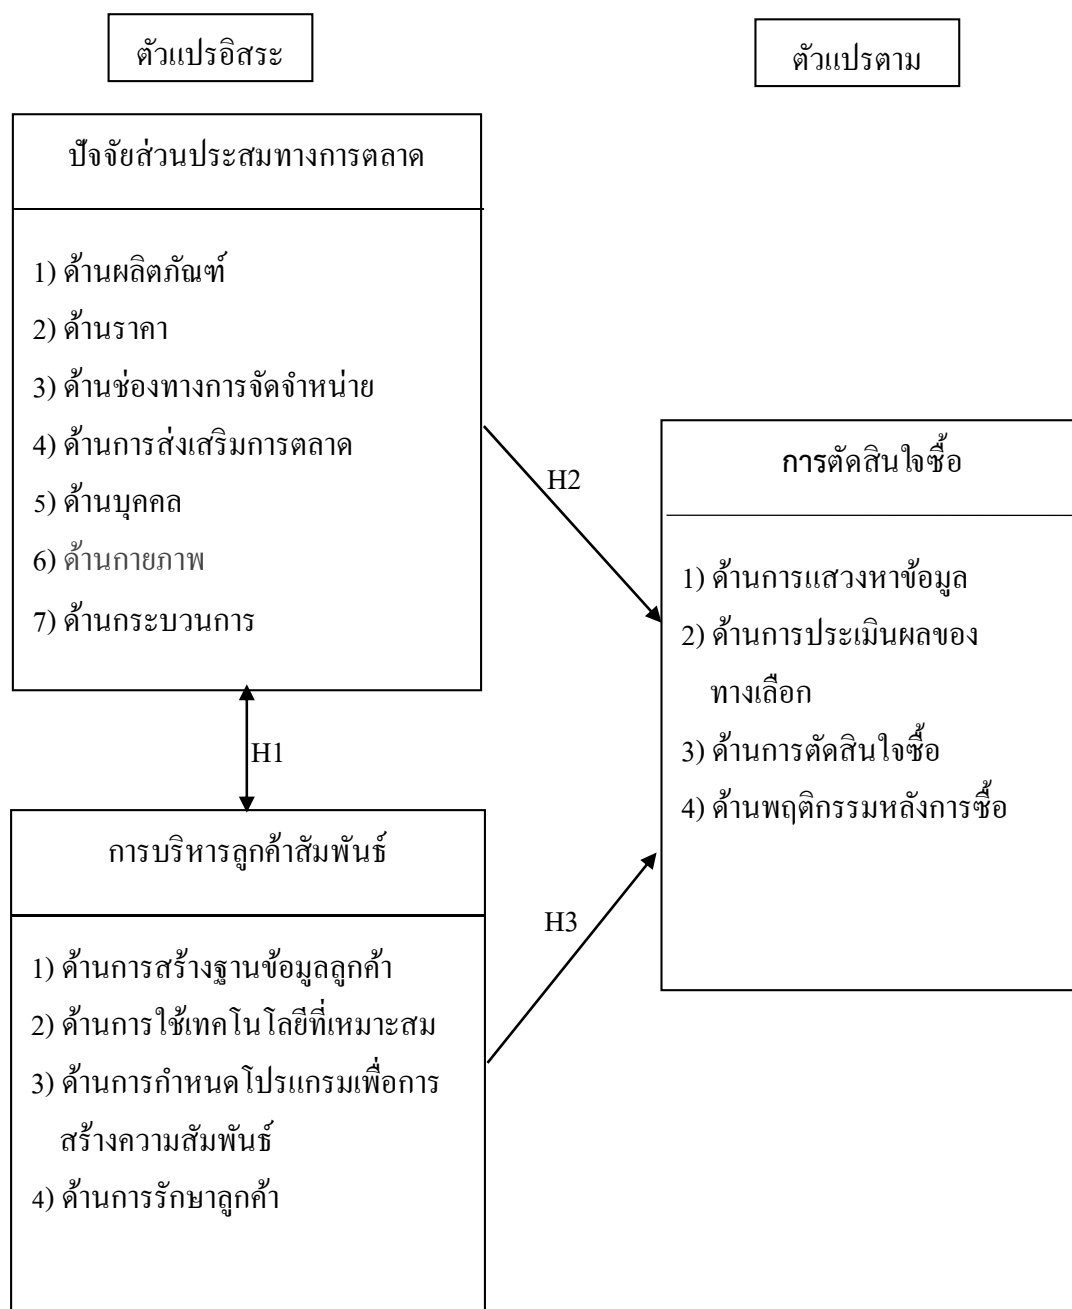 ตัวแปรอิสระ
ตัวแปรตาม
ปัจจัยส่วนประสมทางการตลาด
1) ด้านผลิตภัณฑ์
2) ด้านราคา
3) ด้านช่องทางการจัดจำหน่าย
4) ด้านการส่งเสริมการตลาด
5) ด้านบุคคล
6) ด้านกายภาพ
7) ด้านกระบวนการ
H1
H2
การบริหารลูกค้าสัมพันธ์
1) ด้านการสร้างฐานข้อมูลลูกค้า
2) ด้านการใช้เทคโนโลยีที่เหมาะสม
3) ด้านการกำหนดโปรแกรมเพื่อการ
สร้างความสัมพันธ์
4) ด้านการรักษาลูกค้า
H3
การตัดสินใจซื้อ
1) ด้านการแสวงหาข้อมูล
2) ด้านการประเมินผลของ
ทางเลือก
3) ด้านการตัดสินใจซื้อ
4) ด้านพฤติกรรมหลังการซื้อ